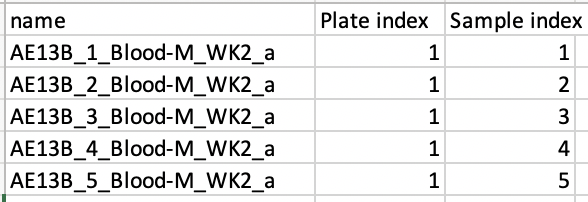 name Plate index Sample index
AE13B_1_Blood-M_WK2_a 1 1
AE13B_2_Blood-M_WK2_a 1 2
AE13B_3_Blood-M_WK2_a 1 3
AE13B_4_Blood-M_WK2_a 1 4
AE13B_5_Blood-M_WK2_a 1 5